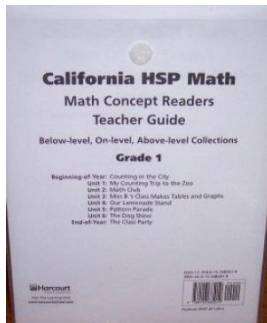 California HSP Math
Math Concept Readers
Teacher Guide
Below-level, On-level, Above-level Collections
Grade 1
Beginning-of-Year: Counting in the City
Unit 1: My Counting Trip to the Zoo
Unit 2: Math Club
Unit 3: Miss B.'s Class Makes Tables and Graphs
Unit 4: Our Lemonade Stand
Unit 5: Pattern Parade
Unit 6: The Dog Show
End-of-Year: The Class Party
Harcourt